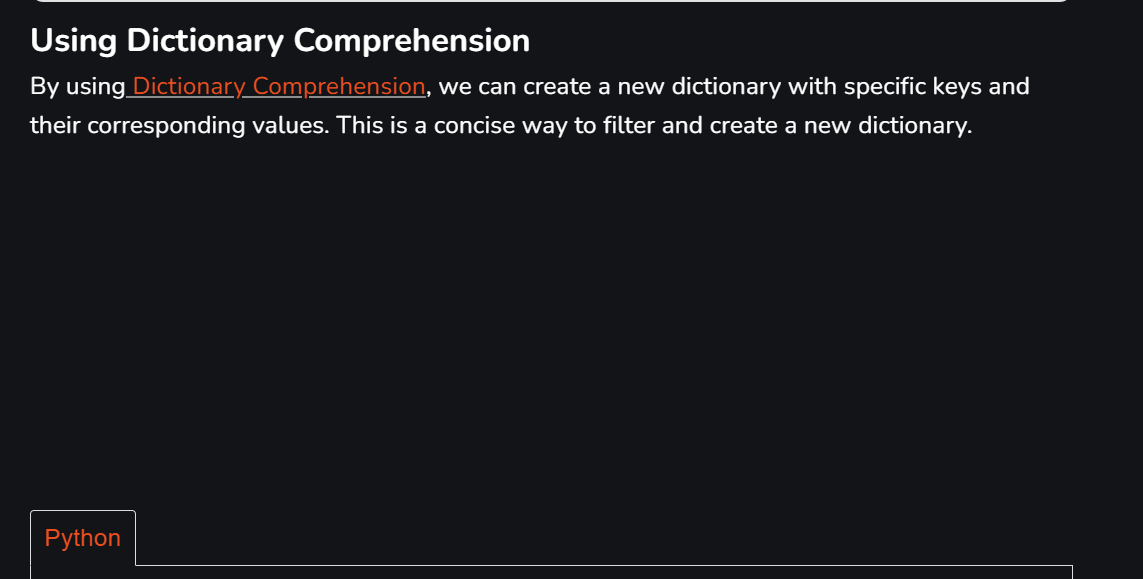 Using Dictionary Comprehension
By using Dictionary Comprehension, we can create a new dictionary with specific keys and
their corresponding values. This is a concise way to filter and create a new dictionary.
Python